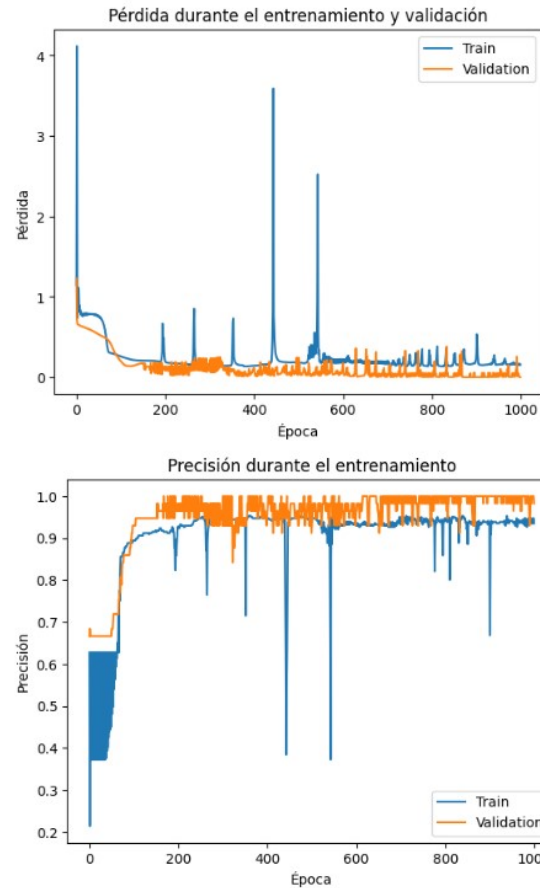 Pérdida durante el entrenamiento y validación
4
3
2
1
0
Pérdida
Train
Validation
0 200 400 600 800 1000
Época
Precisión durante el entrenamiento
1.0
0.9
0.8
0.7
0.6
0.5
0.4
0.3
0.2
Precisión
Train
Validation
0 200 400 600 800 100
Época